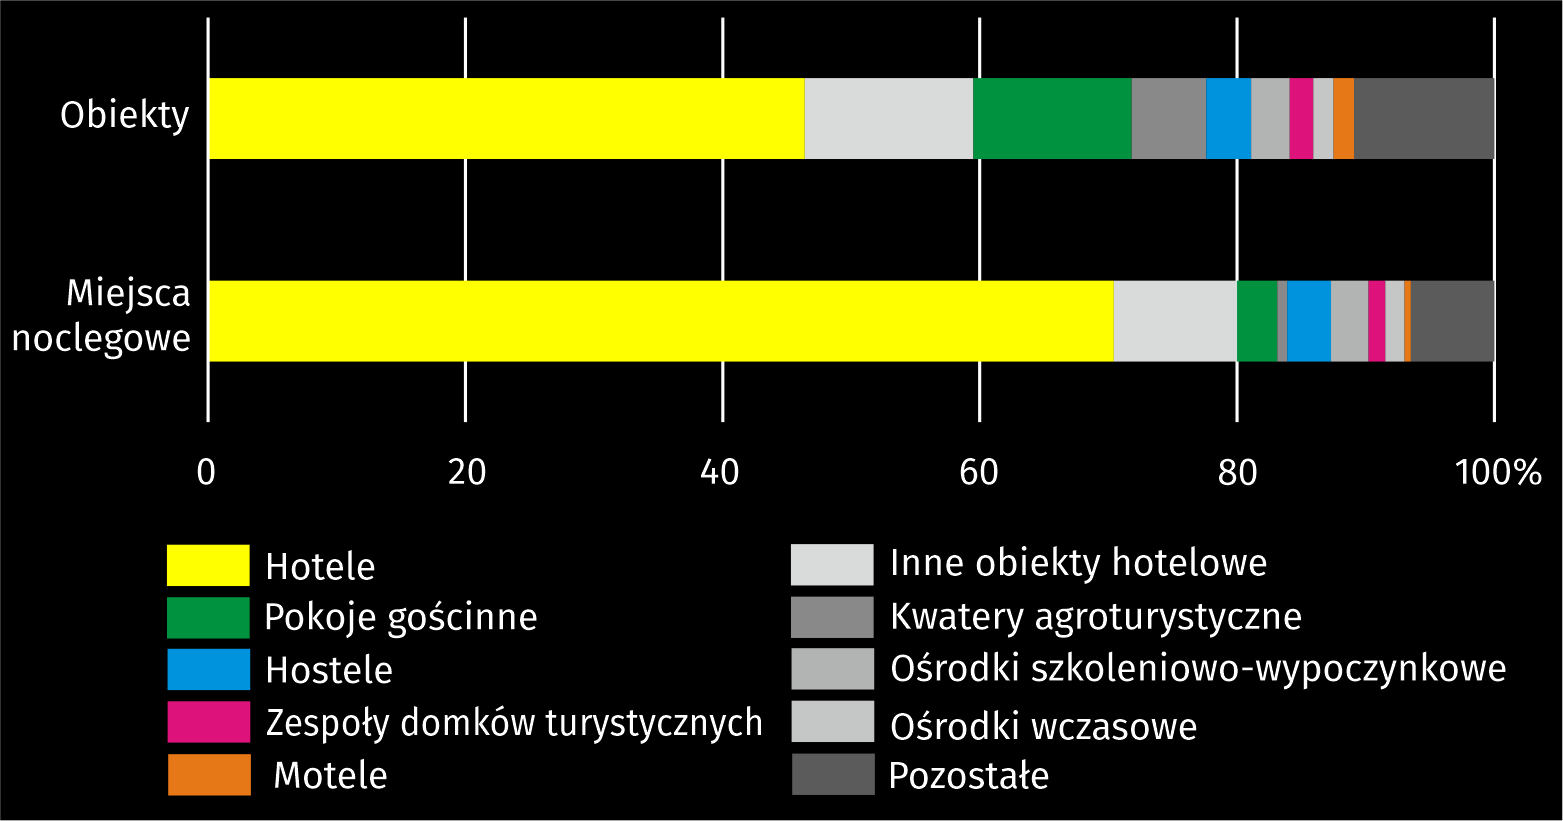 Obiekty
Miejsca
noclegowe
0 20 40 60 80 100%
Hotele
Pokoje gościnne
Hostele
Zespoły domków turystycznych
Motele
Inne obiekty hotelowe
Kwatery agroturystyczne
Ośrodki szkoleniowo-wypoczynkowe
Ośrodki wczasowe
Pozostałe